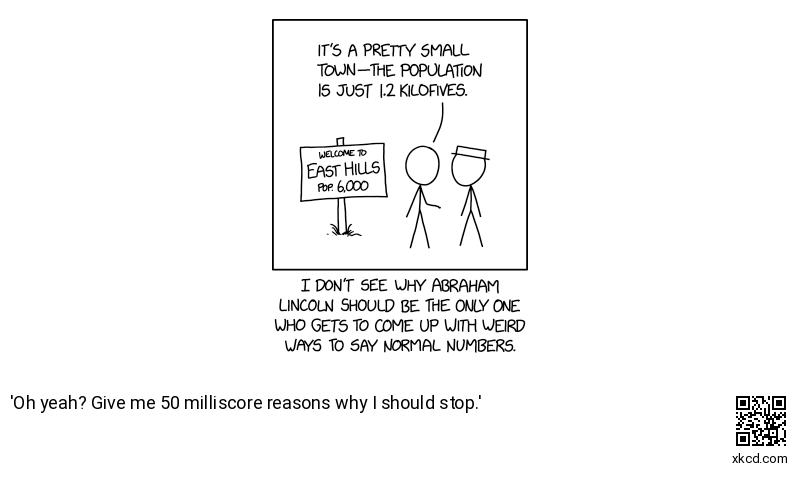 IT'S A PRETTY SMALL
TOWN—THE POPULATION
IS JUST 1.2 KILOFIVES.
WELCOME TO
EAST HILLS
POP. 6,000
I DON'T SEE WHY ABRAHAM
LINCOLN SHOULD BE THE ONLY ONE
WHO GETS TO COME UP WITH WEIRD
WAYS TO SAY NORMAL NUMBERS.
'Oh yeah? Give me 50 milliscore reasons why I should stop.'
xkcd.com